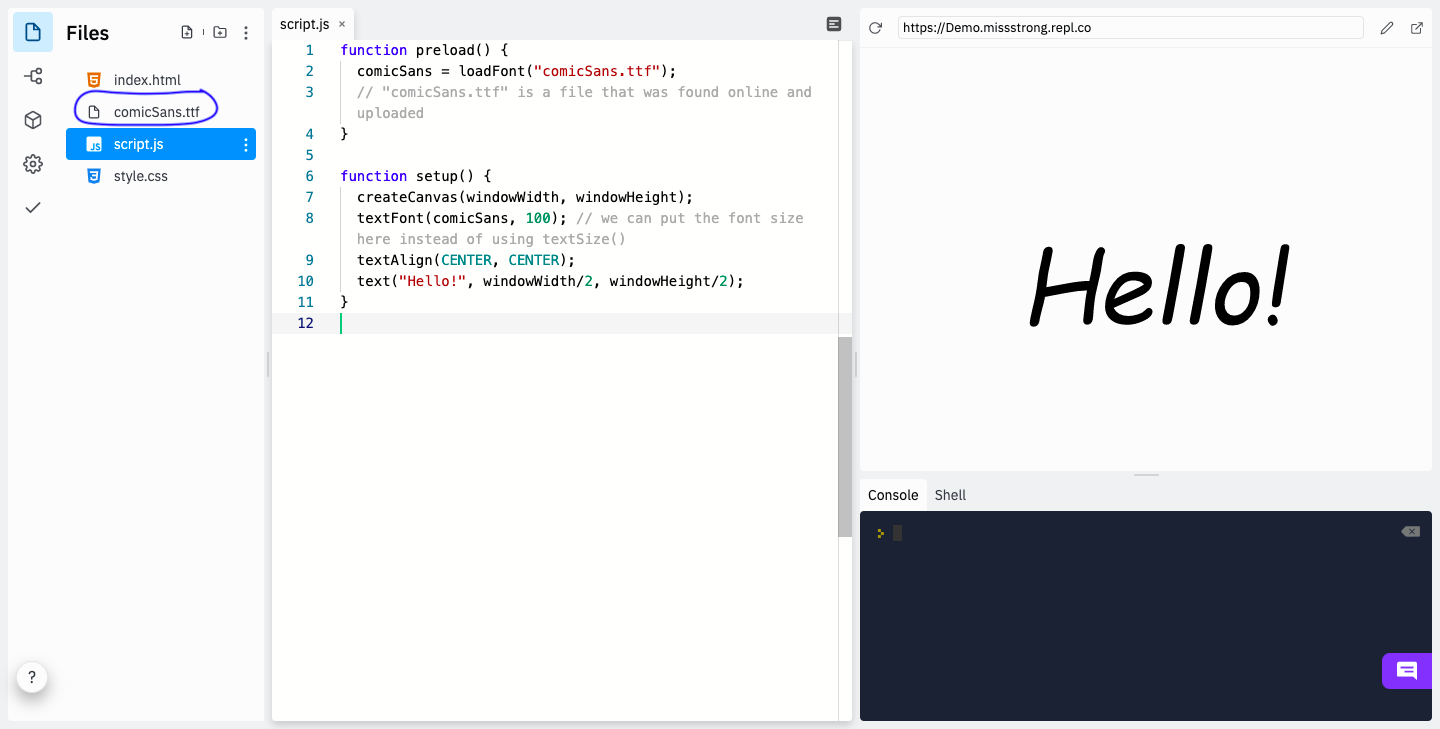 Files
index.html
comicSans.ttf
script.js
style.css
?
script.js ×
1 function preload() {
2 comicSans = loadFont("comicSans.ttf");
3 // "comicSans.ttf" is a file that was found online and
uploaded
4 }
5
6 function setup() {
7 createCanvas(windowWidth, windowHeight);
8 textFont(comicSans, 100); // we can put the font size
here instead of using textSize()
9 textAlign(CENTER, CENTER);
10 text("Hello!", windowWidth/2, windowHeight/2);
11 }
12
https://Demo.missstrong.repl.co
Hello!
Console Shell